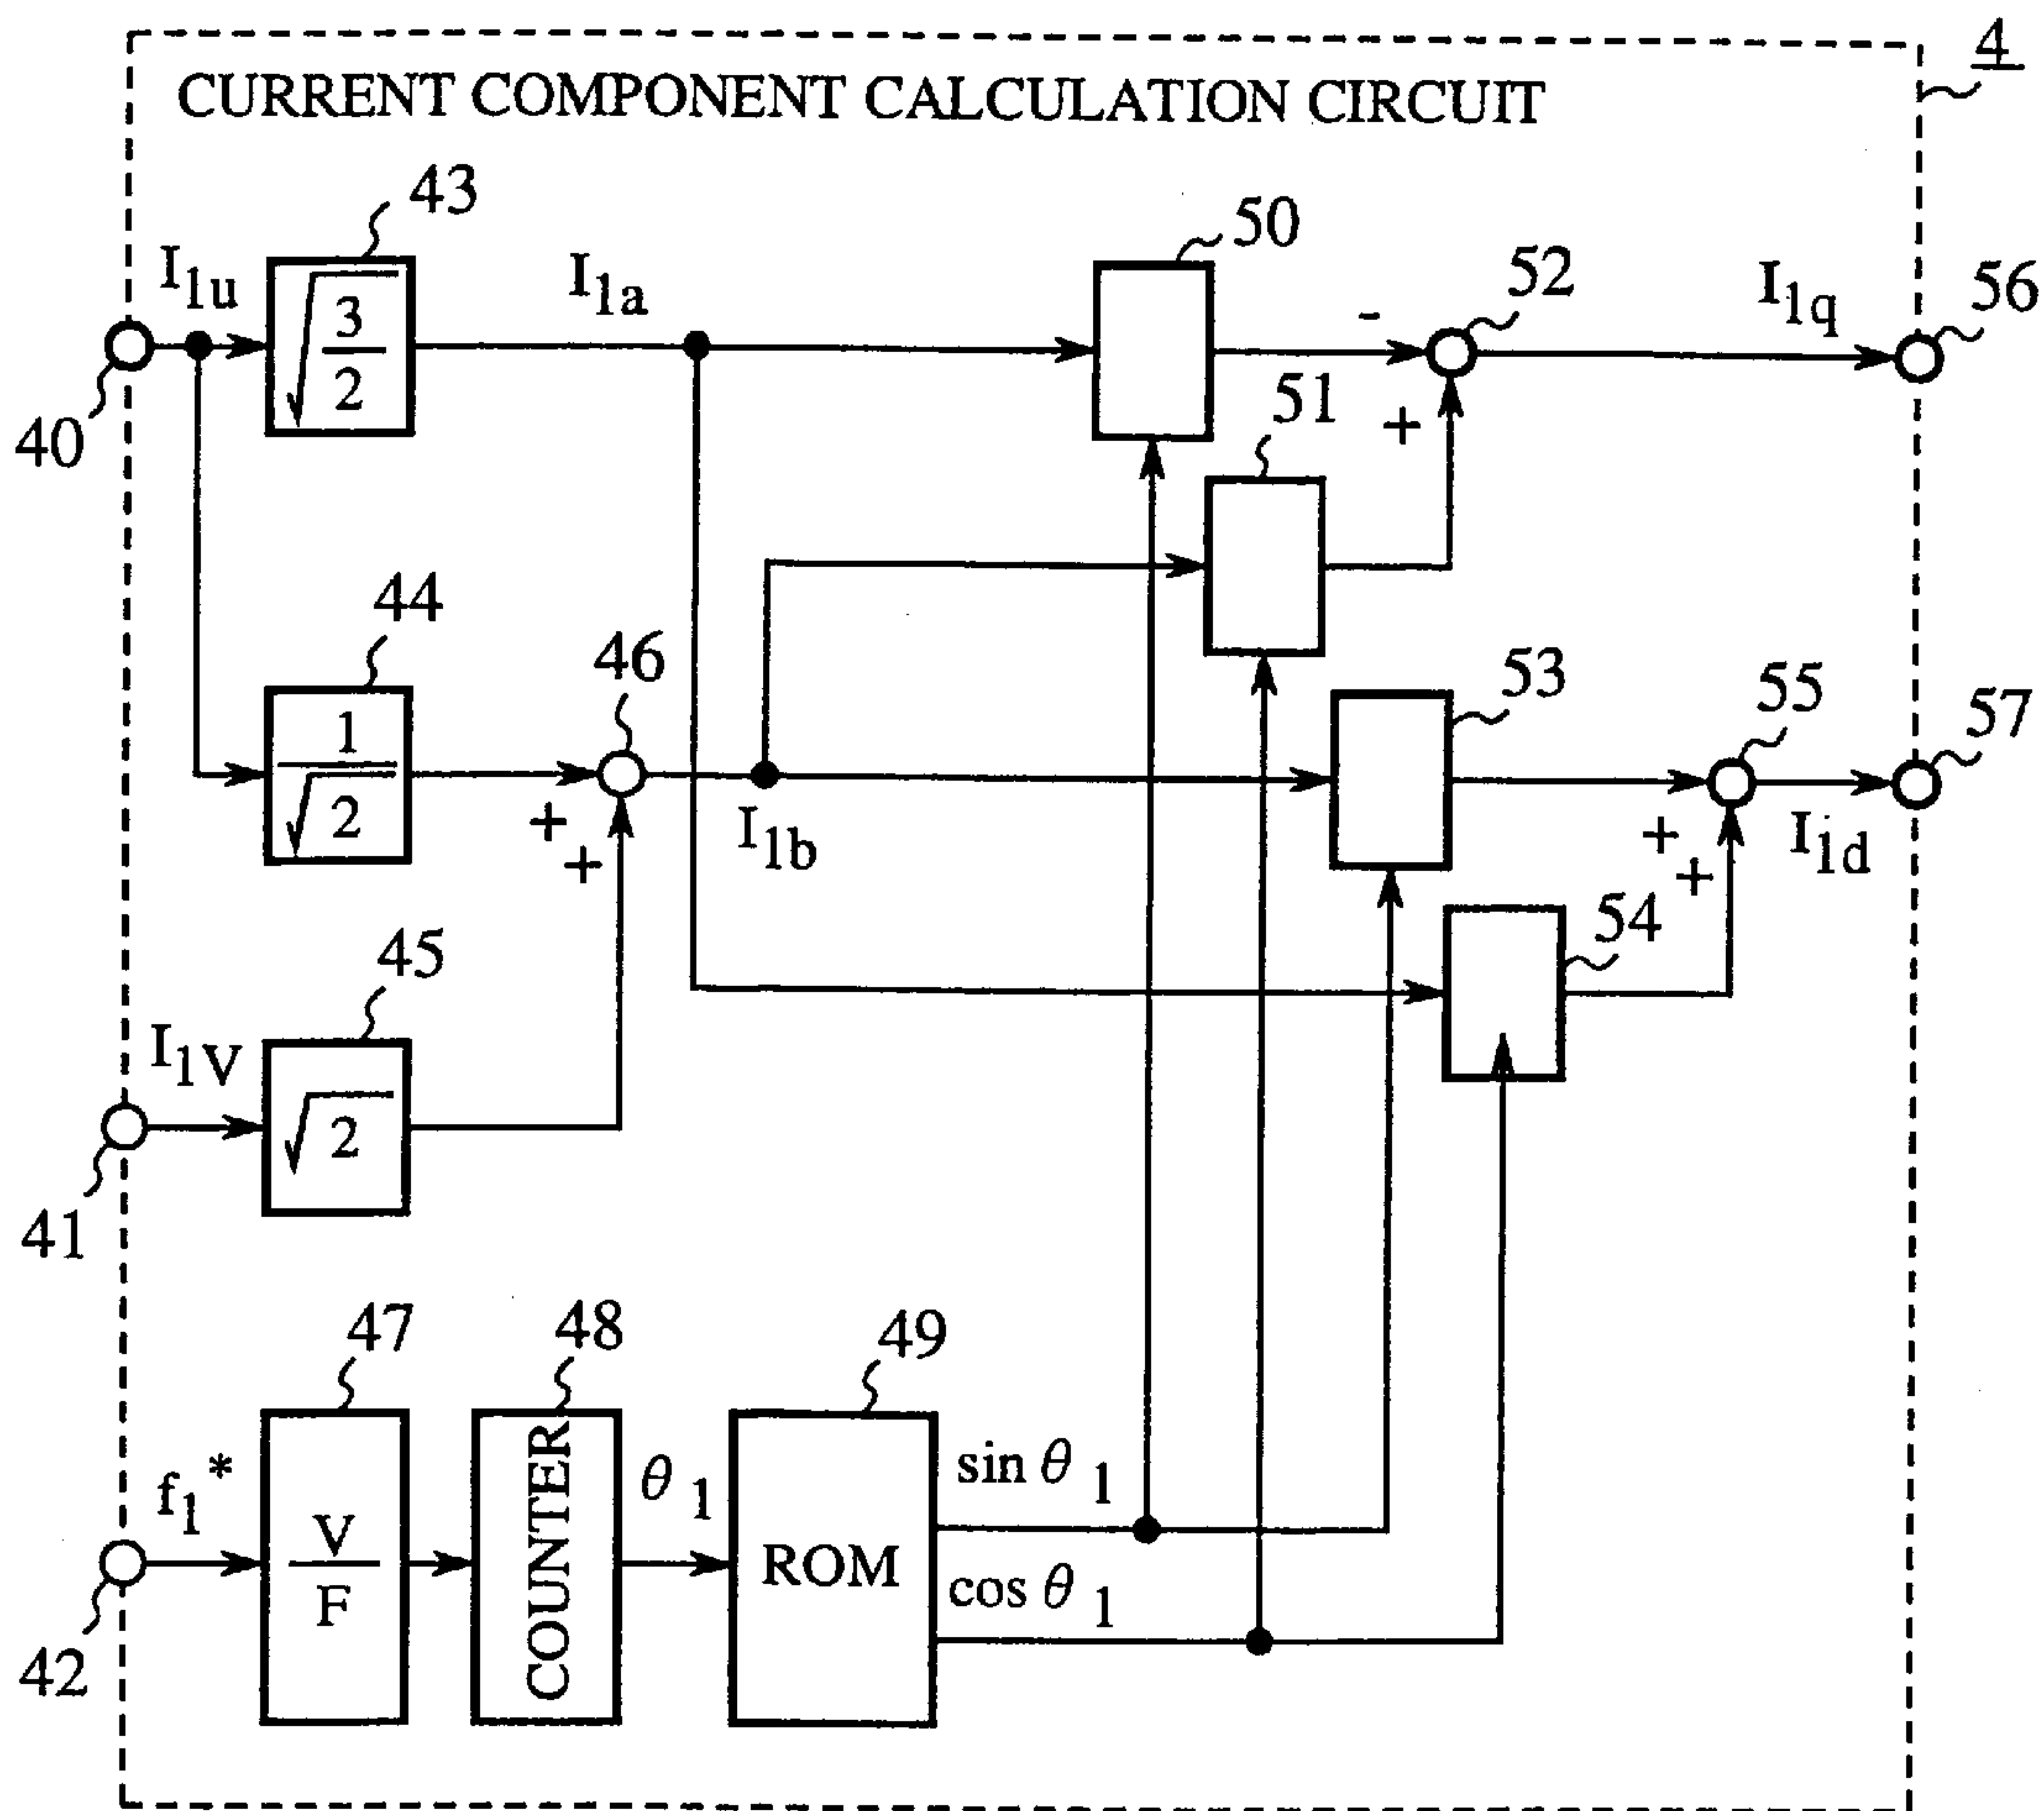 4
CURRENT COMPONENT CALCULATION CIRCUIT
43
50
52
56
I1u
I1a
I1q
√3/2
-
40
51
+
44
46
53
55
57
1/√2
+
+
I1b
+
+
I1d
54
45
I1V
√2
41
47
48
49
f1*
V/F
COUNTER
θ1
ROM
sin θ1
cos θ1
42